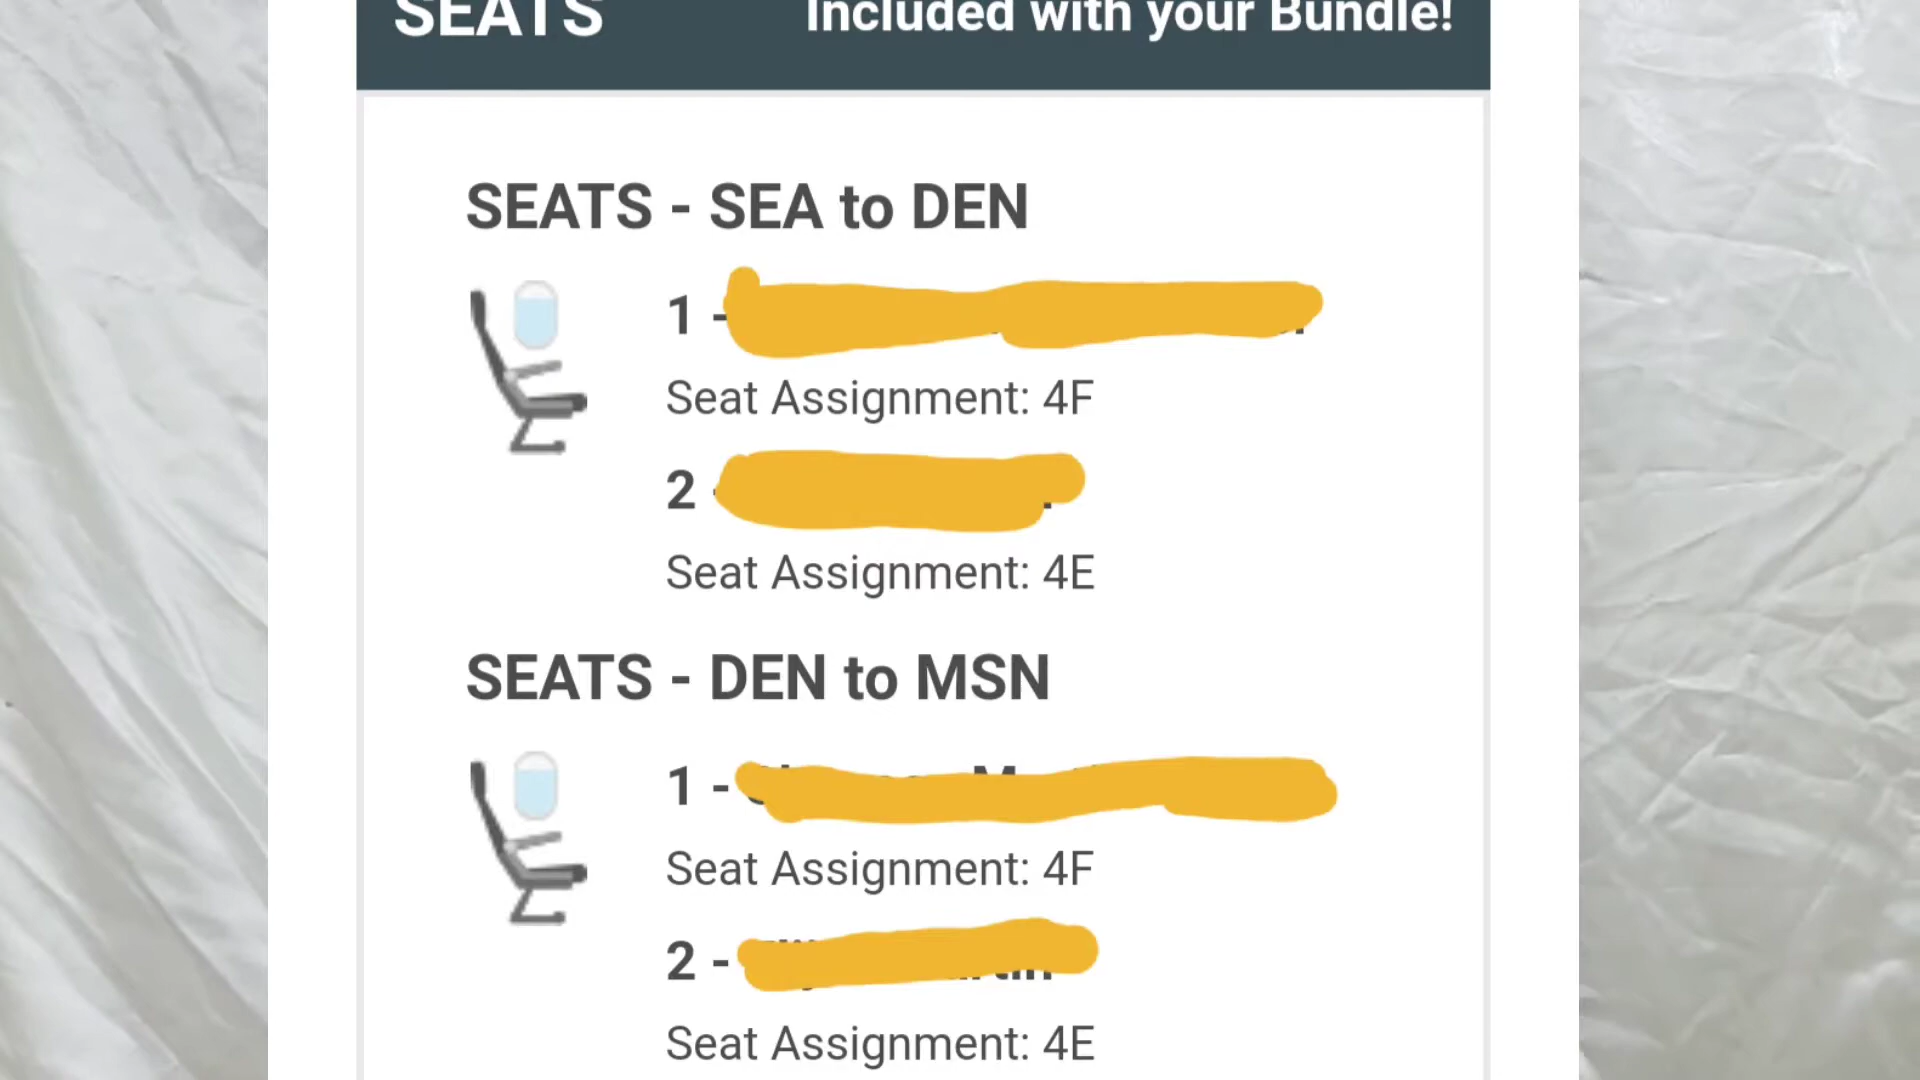 SEATS Included with your Bundle!
SEATS - SEA to DEN
1 -
Seat Assignment: 4F
2 -
Seat Assignment: 4E
SEATS - DEN to MSN
1 -
Seat Assignment: 4F
2 -
Seat Assignment: 4E